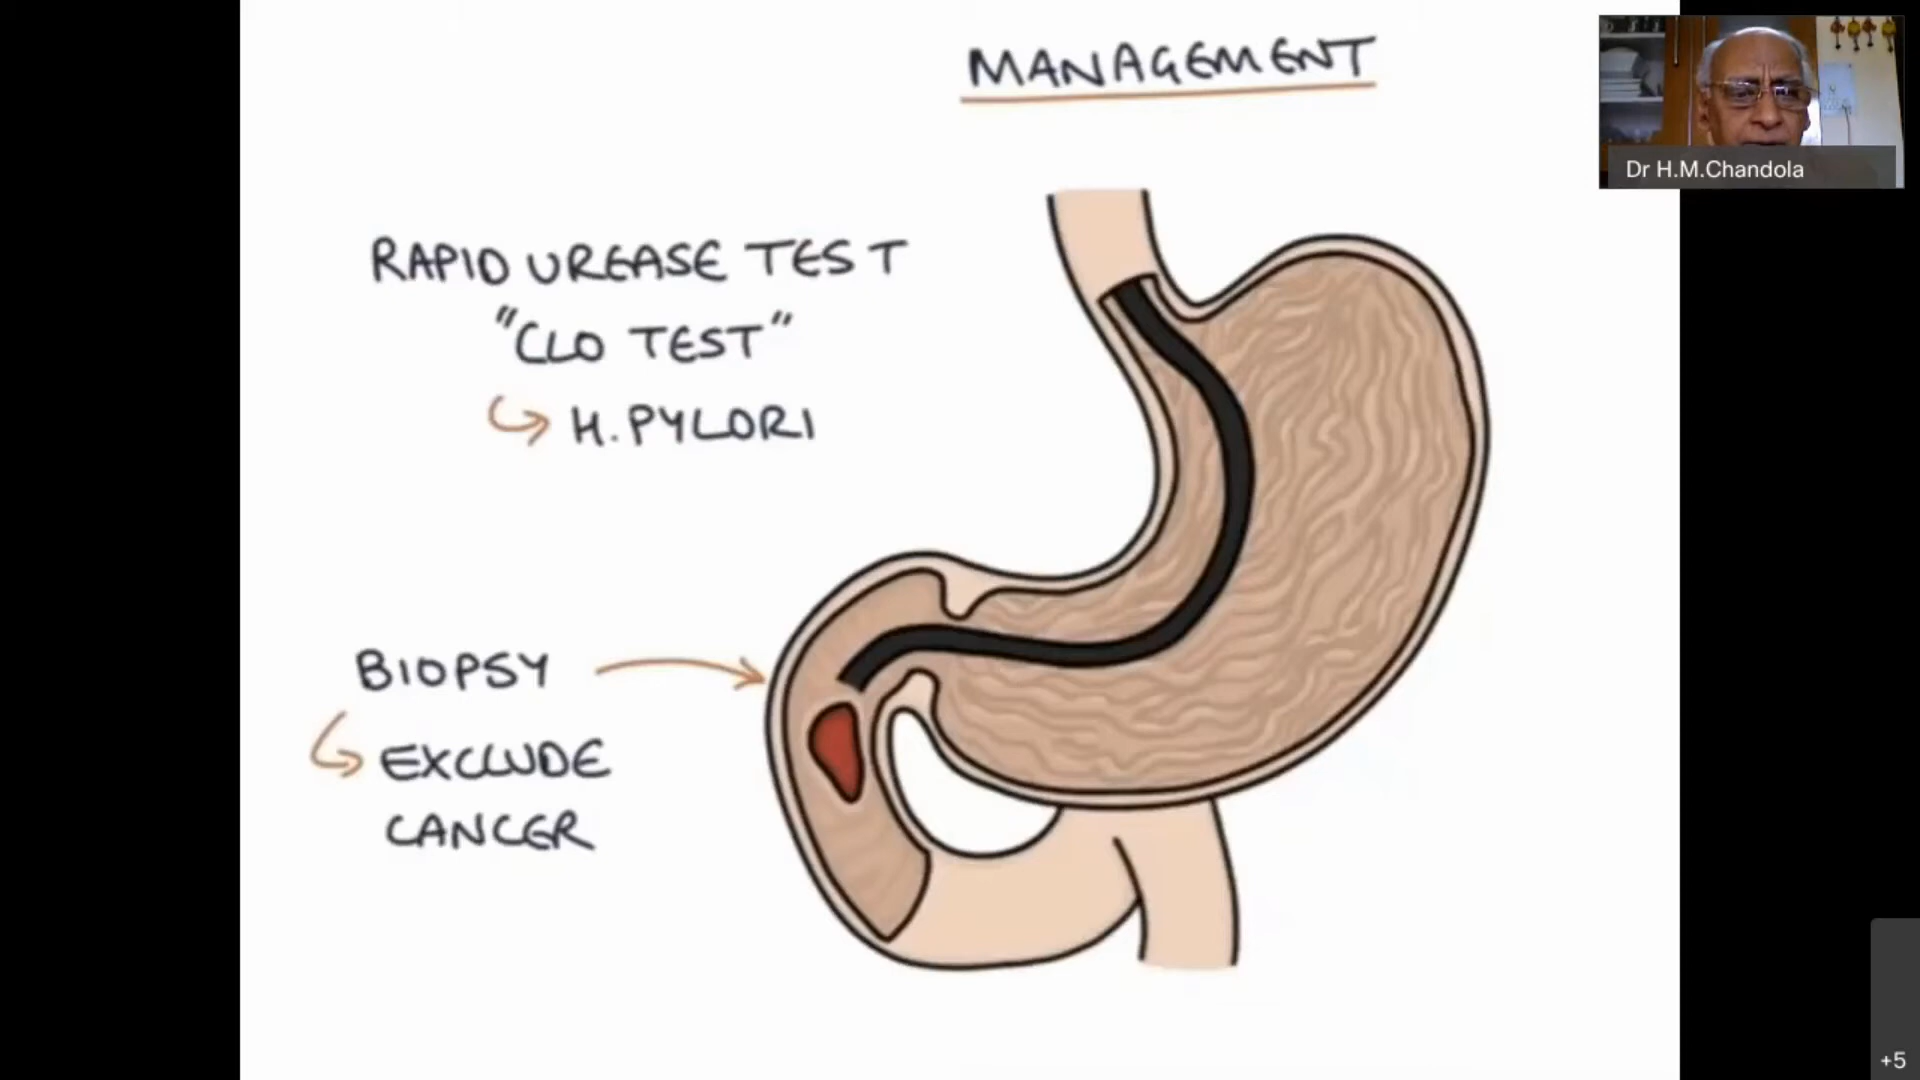 MANAGEMENT
Dr H.M.Chandola
RAPID UREASE TEST
"CLO TEST"
H. PYLORI
BIOPSY
EXCLUDE
CANCER
+5